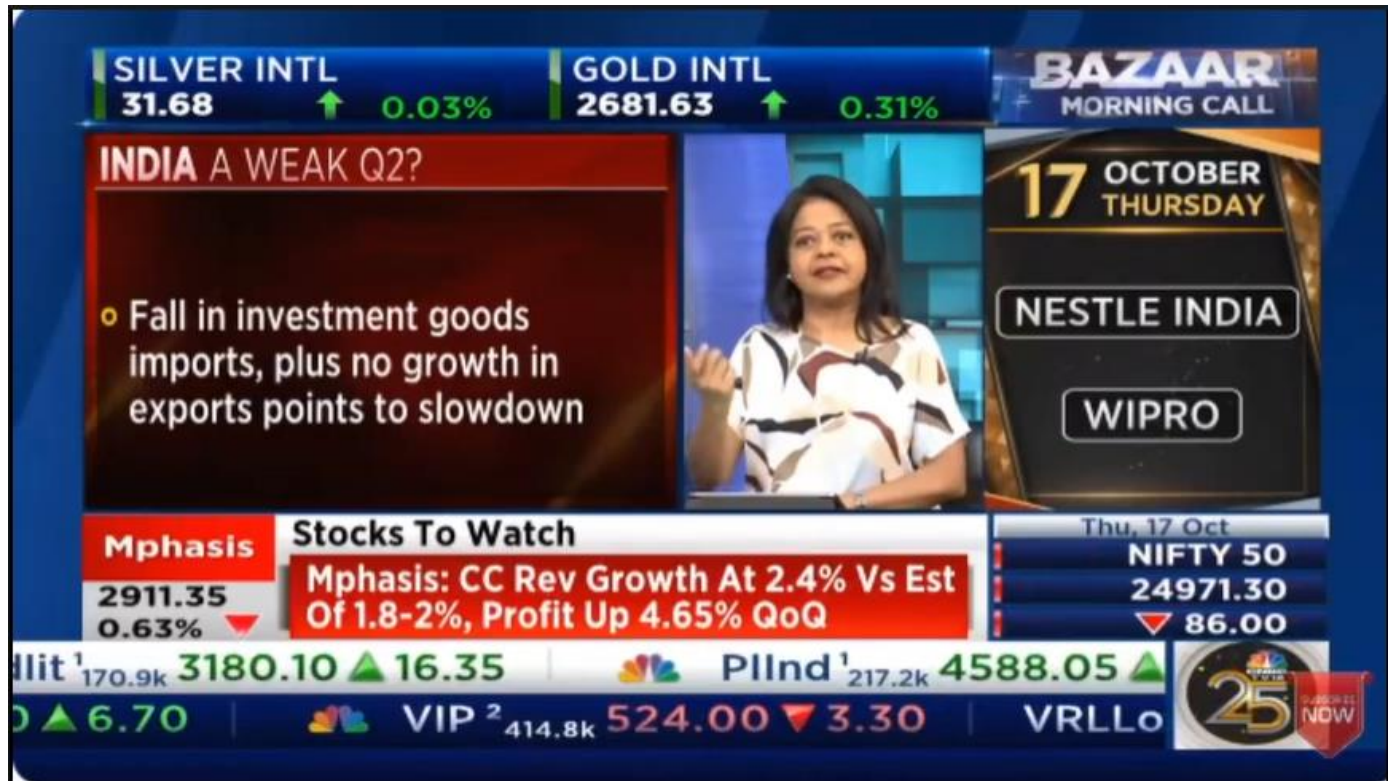 SILVER INTL
31.68 ↑ 0.03%
GOLD INTL
2681.63 ↑ 0.31%
BAZAAR
MORNING CALL
INDIA A WEAK Q2?
Fall in investment goods
imports, plus no growth in
exports points to slowdown
17 OCTOBER
THURSDAY
NESTLE INDIA
WIPRO
Mphasis
2911.35
0.63% ▼
Stocks To Watch
Mphasis: CC Rev Growth At 2.4% Vs Est
Of 1.8-2%, Profit Up 4.65% QoQ
Thu, 17 Oct
NIFTY 50
24971.30
▼ 86.00
dlit ¹ 170.9k 3180.10 ▲ 16.35 PIInd ¹ 217.2k 4588.05 ▲
0 ▲ 6.70 VIP ² 414.8k 524.00 ▼ 3.30 VRLLo
25
SUBSCRIBE
NOW